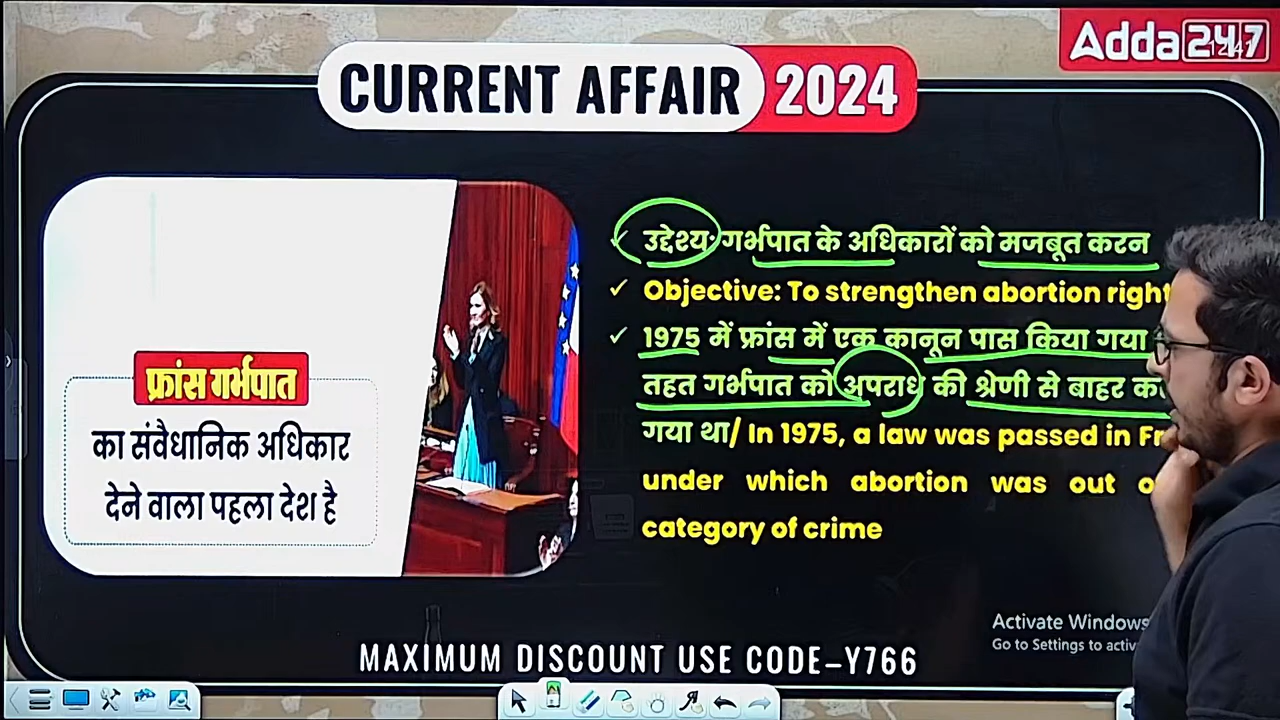 Adda247
CURRENT AFFAIR 2024
उद्देश्य: गर्भपात के अधिकारों को मजबूत करन
Objective: To strengthen abortion right
1975 में फ्रांस में एक कानून पास किया गया
तहत गर्भपात को अपराध की श्रेणी से बाहर क
गया था/ In 1975, a law was passed in Fr
under which abortion was out o
category of crime
फ्रांस गर्भपात
का संवैधानिक अधिकार
देने वाला पहला देश है
Activate Windows
Go to Settings to activ
MAXIMUM DISCOUNT USE CODE–Y766